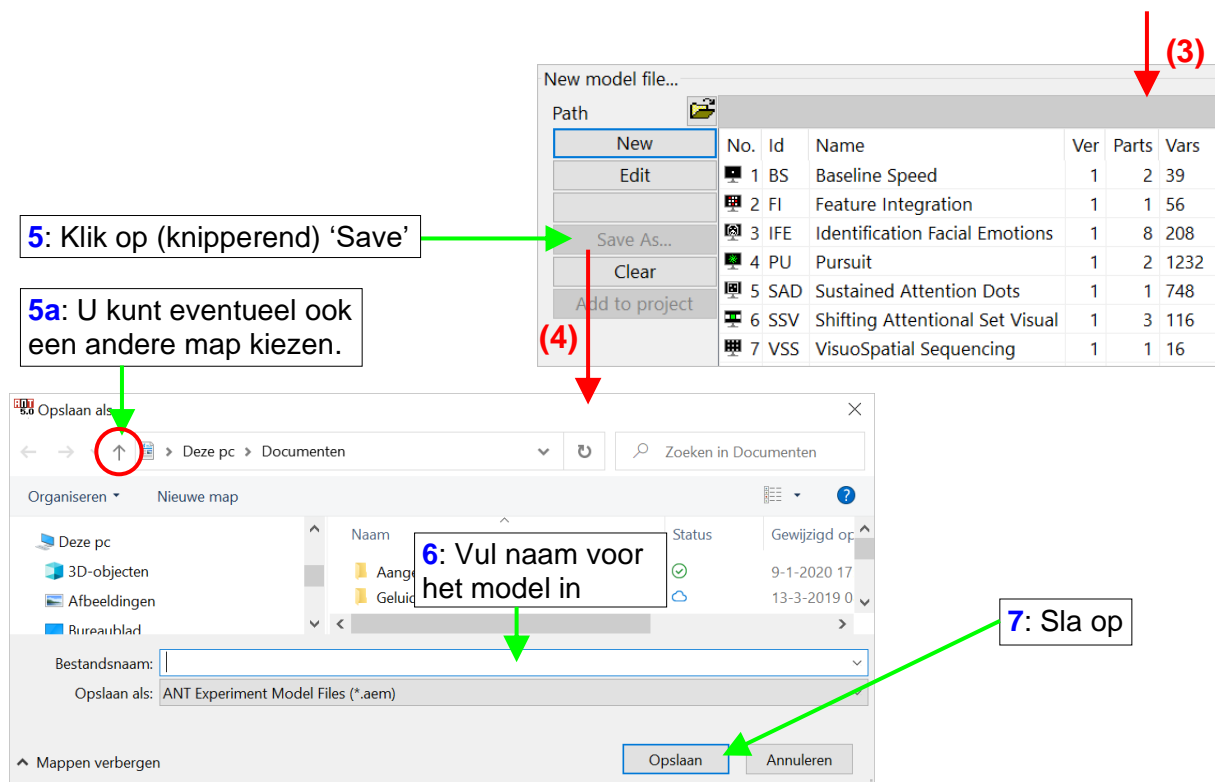 (3)
New model file...
Path
New
Edit
Save As...
Clear
Add to project
No. Id Name Ver Parts Vars
1 BS Baseline Speed 1 2 39
2 FI Feature Integration 1 1 56
3 IFE Identification Facial Emotions 1 8 208
4 PU Pursuit 1 2 1232
5 SAD Sustained Attention Dots 1 1 748
6 SSV Shifting Attentional Set Visual 1 3 116
7 VSS VisuoSpatial Sequencing 1 1 16
5: Klik op (knipperend) ‘Save’
5a: U kunt eventueel ook
een andere map kiezen.
(4)
Opslaan als
Deze pc > Documenten
Zoeken in Documenten
Organiseren
Nieuwe map
?
Deze pc
3D-objecten
Afbeeldingen
Bureaublad
Naam Status Gewijzigd op
9-1-2020 17
13-3-2019 0
6: Vul naam voor
het model in
7: Sla op
Bestandsnaam:
Opslaan als: ANT Experiment Model Files (*.aem)
Mappen verbergen
Opslaan
Annuleren